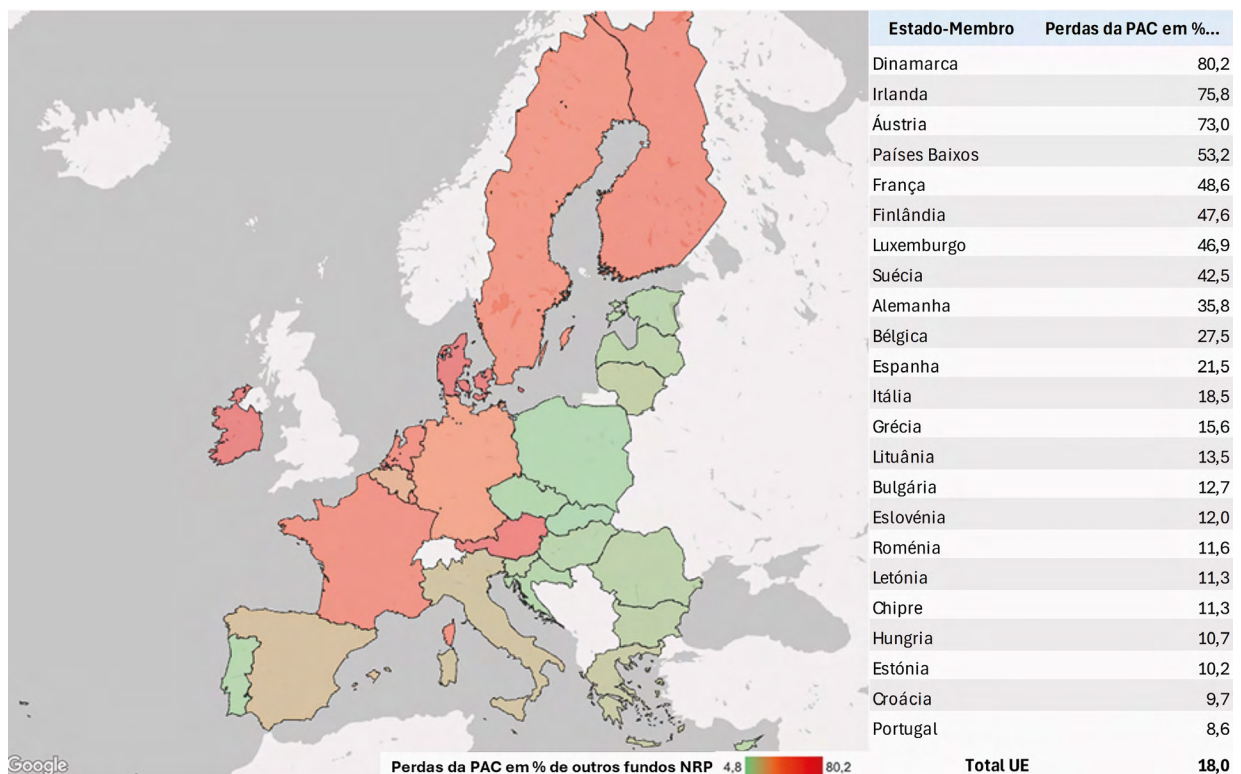 Estado-Membro Perdas da PAC em %...
Dinamarca 80,2
Irlanda 75,8
Áustria 73,0
Países Baixos 53,2
França 48,6
Finlândia 47,6
Luxemburgo 46,9
Suécia 42,5
Alemanha 35,8
Bélgica 27,5
Espanha 21,5
Itália 18,5
Grécia 15,6
Lituânia 13,5
Bulgária 12,7
Eslovénia 12,0
Roménia 11,6
Letónia 11,3
Chipre 11,3
Hungria 10,7
Estónia 10,2
Croácia 9,7
Portugal 8,6
Total UE 18,0
Google
Perdas da PAC em % de outros fundos NRP 4,8 80,2